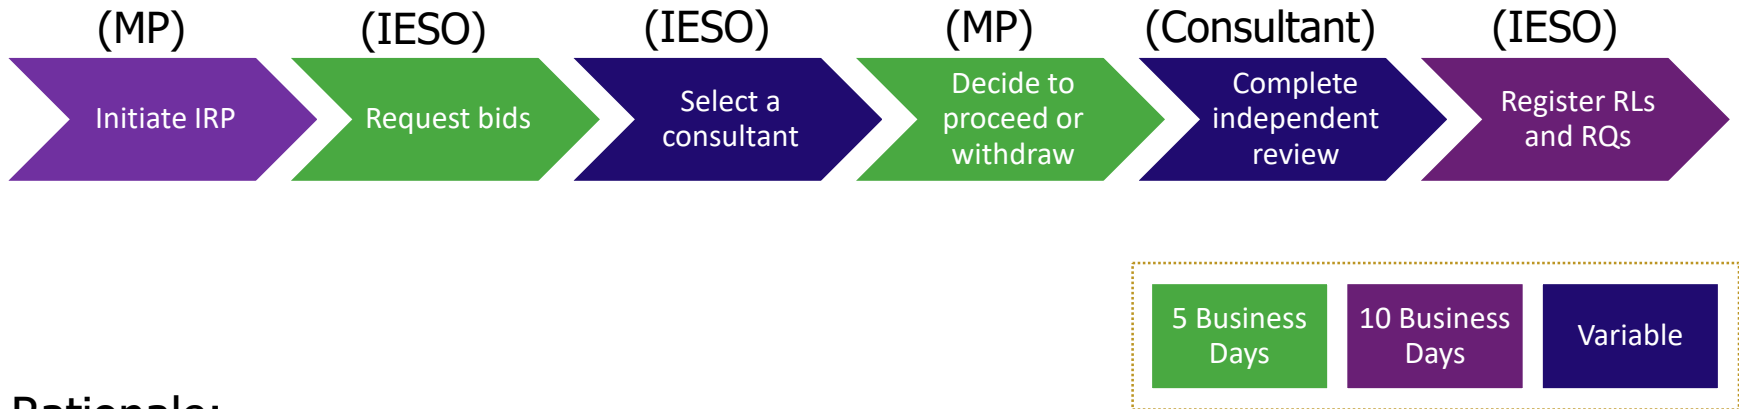 (MP)
(IESO)
(IESO)
(MP)
(Consultant)
(IESO)
Initiate IRP
Request bids
Select a
consultant
Decide to
proceed or
withdraw
Complete
independent
review
Register RLs
and RQs
5 Business
Days
10 Business
Days
Variable
Rationale: